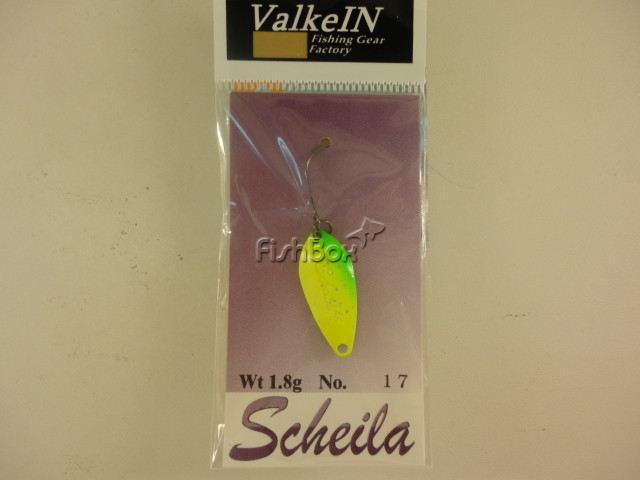 ValkeIN
Fishing Gear
Factory
FishBox
Wt 1.8g No. 17
Scheila